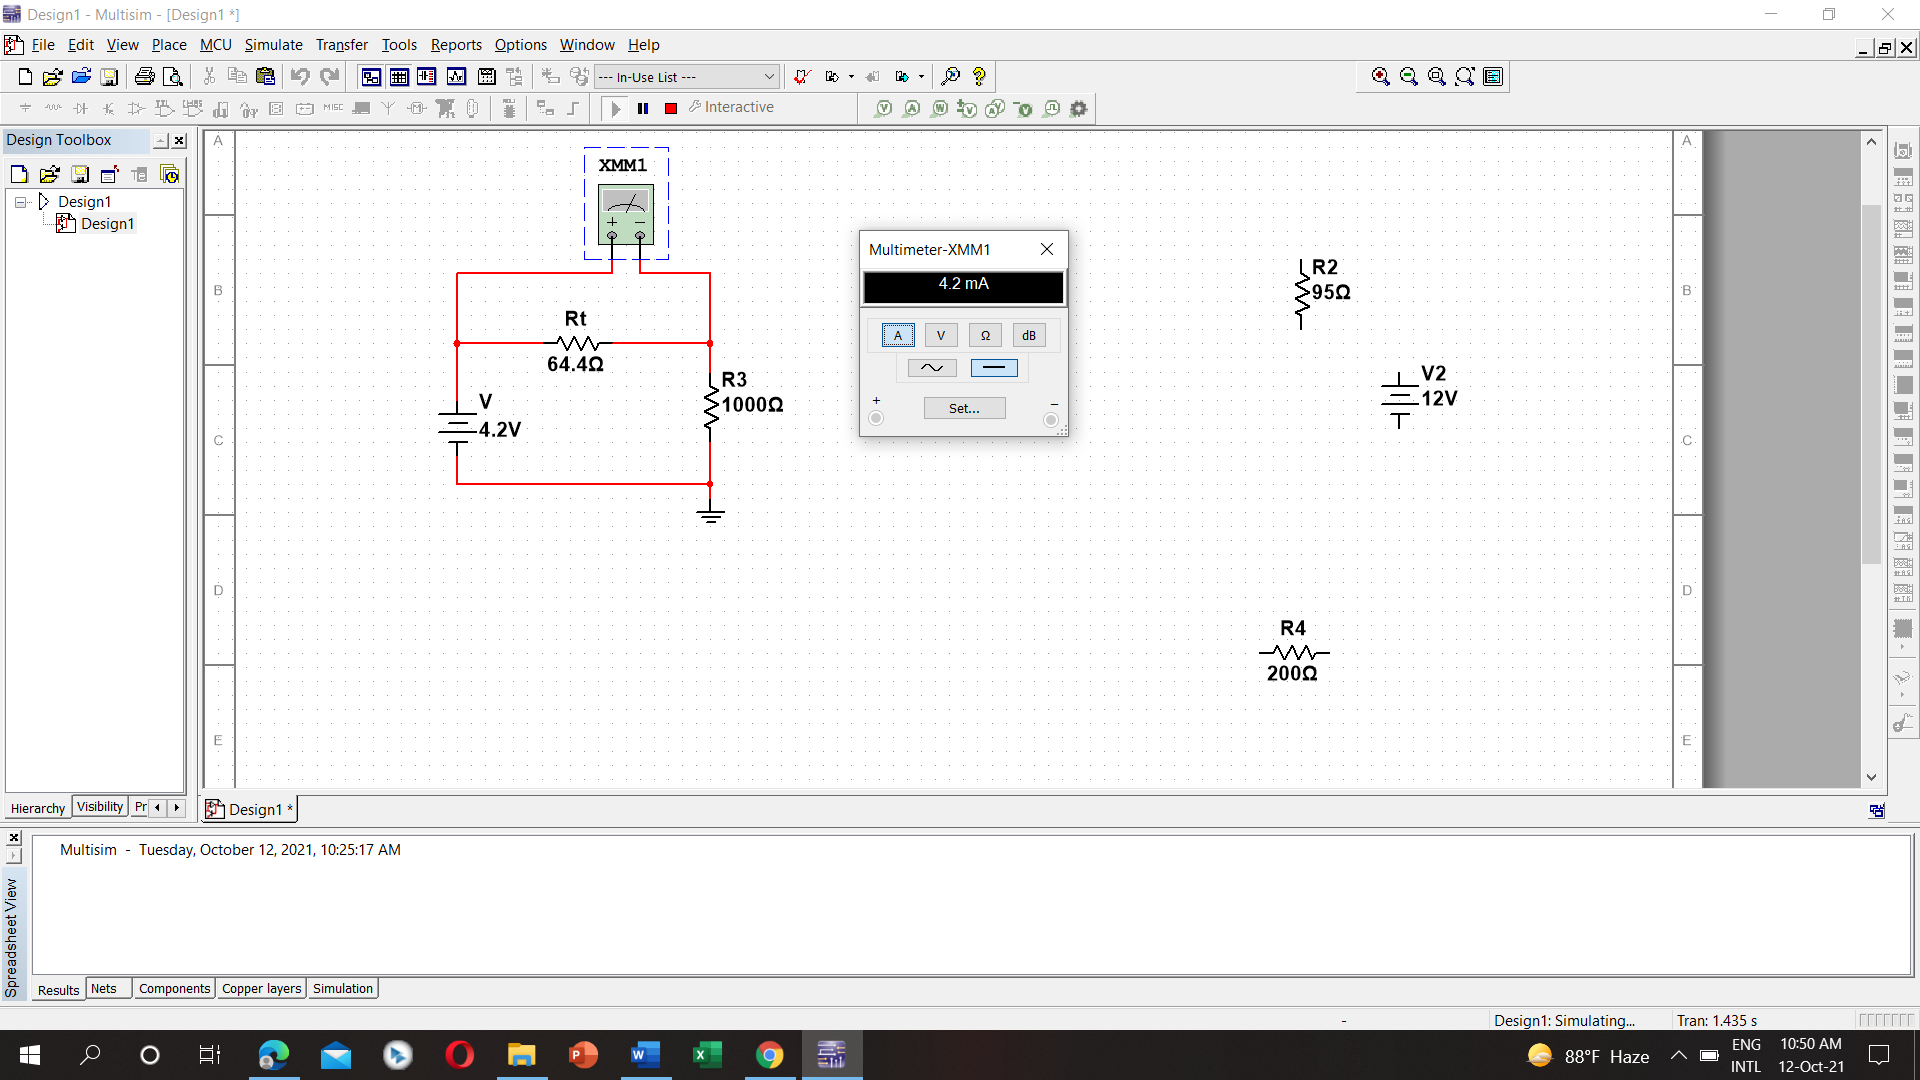 Design1 - Multisim - [Design1 *]
File Edit View Place MCU Simulate Transfer Tools Reports Options Window Help
--- In-Use List ---
MISC
Interactive
Design Toolbox
Design1
Design1
Hierarchy Visibility Pr
A
B
C
D
E
XMM1
+ −
Rt
64.4Ω
V
4.2V
R3
1000Ω
Multimeter-XMM1
4.2 mA
A V Ω dB
+ Set... −
R2
95Ω
V2
12V
R4
200Ω
A
B
C
D
E
Design1 *
Multisim - Tuesday, October 12, 2021, 10:25:17 AM
Spreadsheet View
Results Nets Components Copper layers Simulation
- Design1: Simulating... Tran: 1.435 s
88°F Haze
ENG
INTL
10:50 AM
12-Oct-21